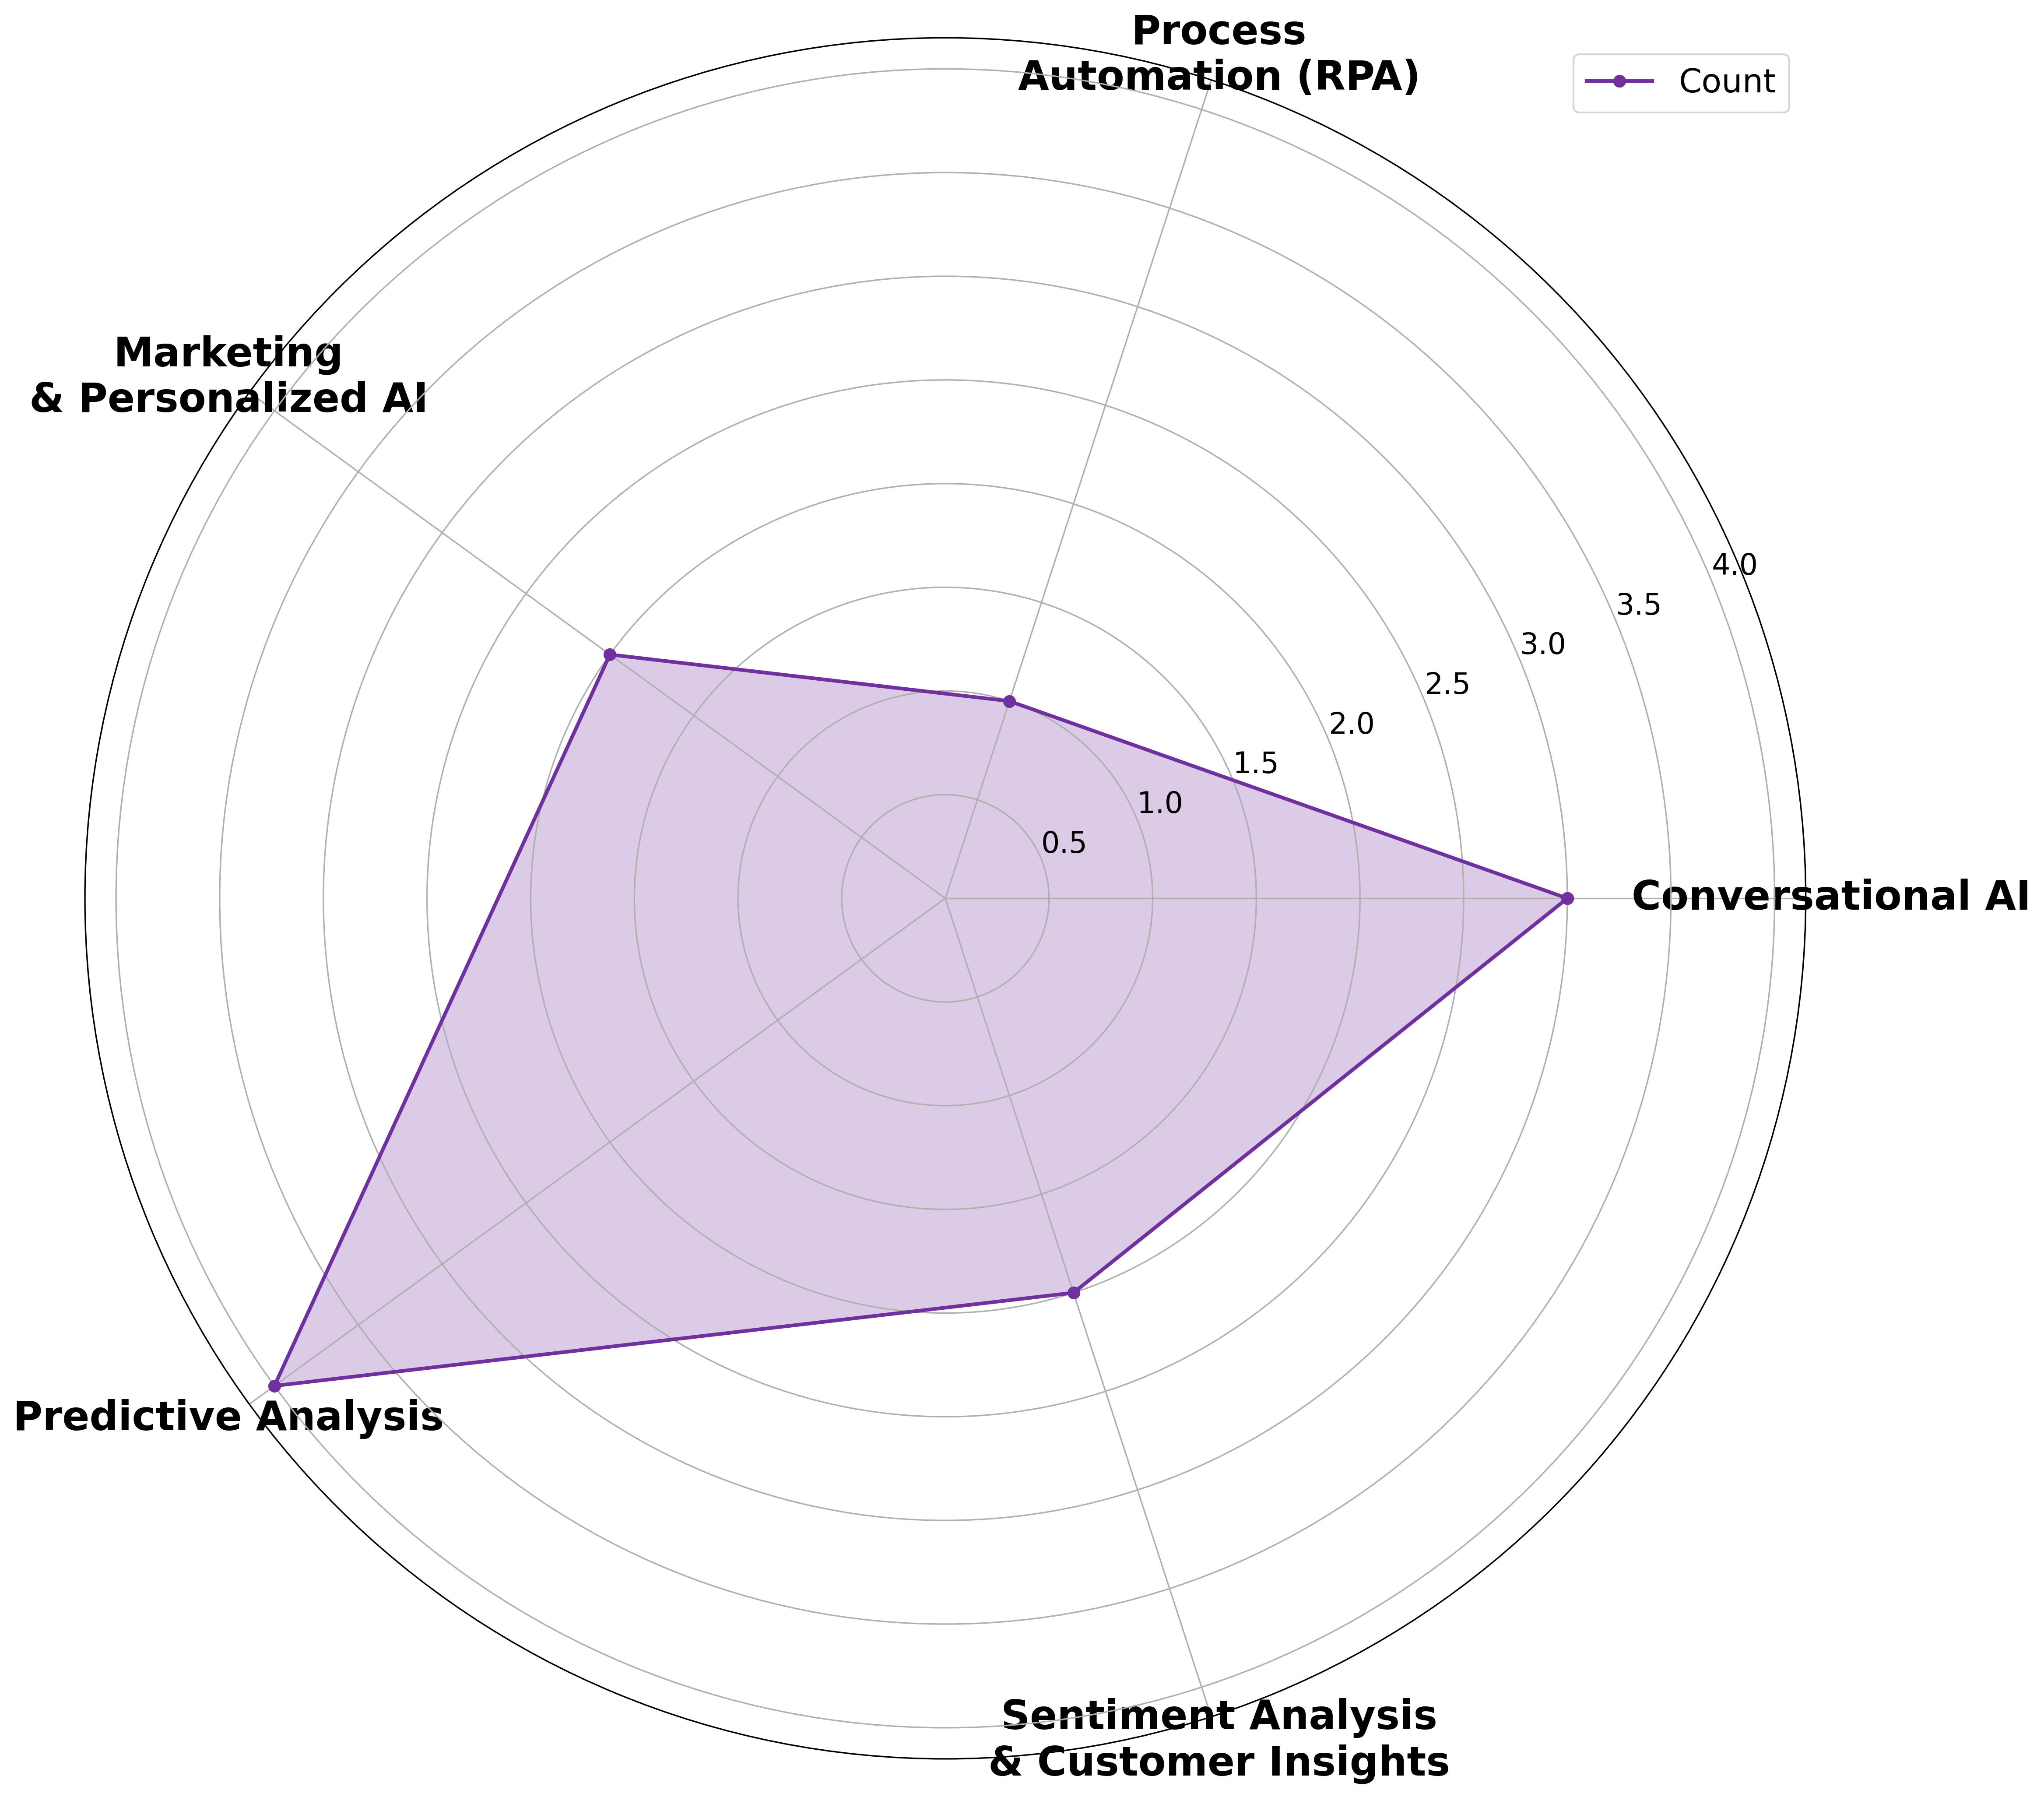 Process
Automation (RPA)
Count
Marketing
& Personalized AI
4.0
3.5
3.0
2.5
2.0
1.5
1.0
0.5
Conversational AI
Predictive Analysis
Sentiment Analysis
& Customer Insights